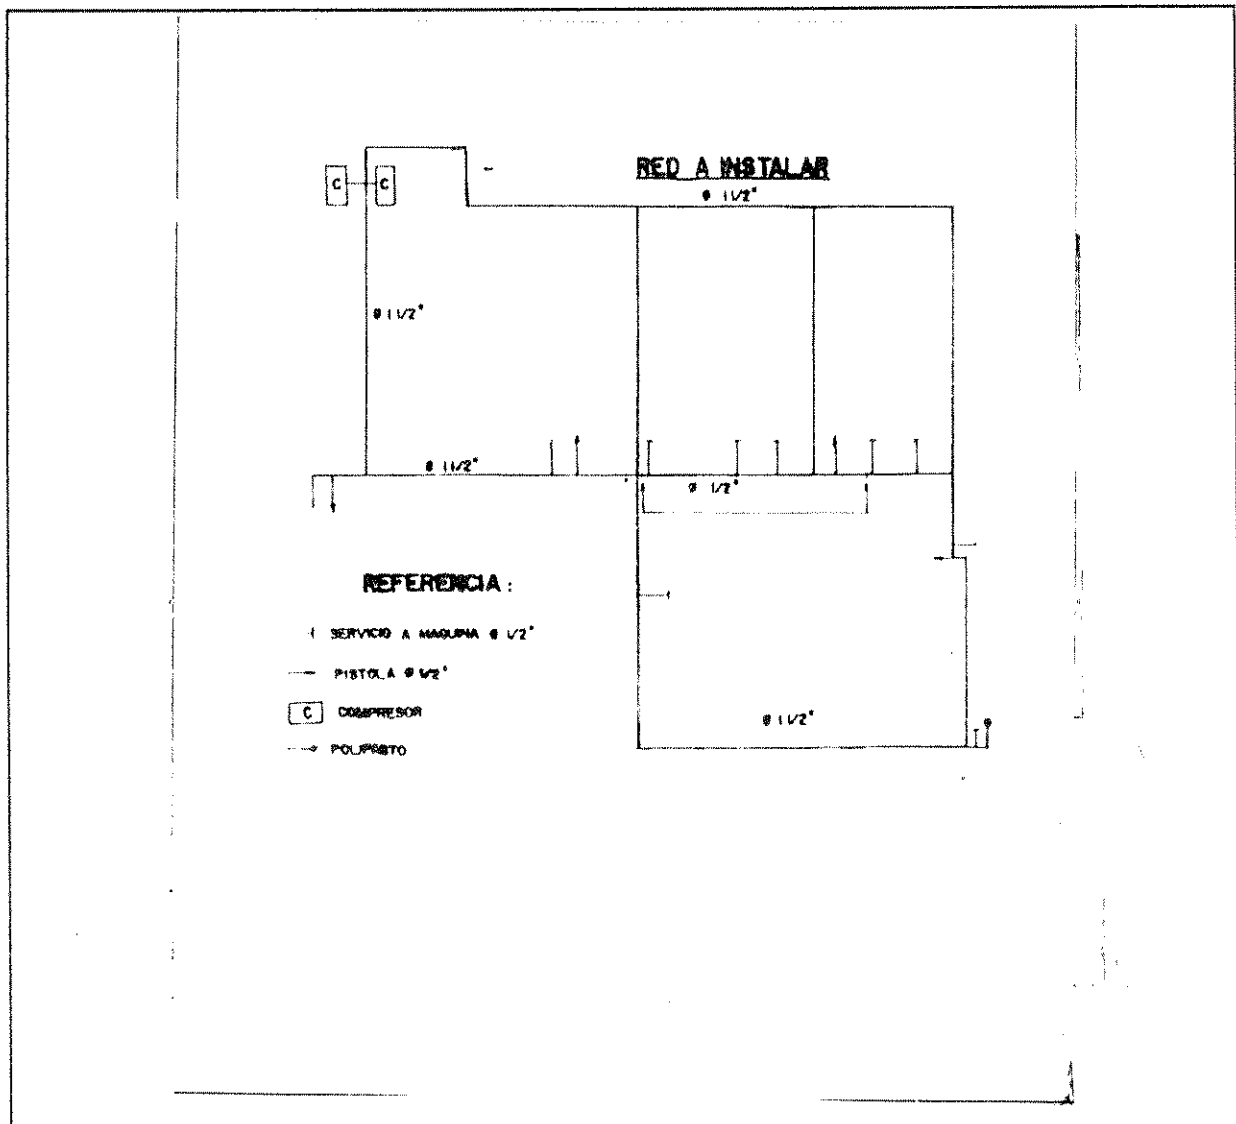 RED A INSTALAR
ø 1 1/2"
C C
ø 1 1/2"
ø 1 1/2"
ø 1/2"
REFERENCIA :
SERVICIO A MAQUINA ø 1/2"
PISTOLA ø 1/2"
C COMPRESOR
POLIPASTO
ø 1 1/2"